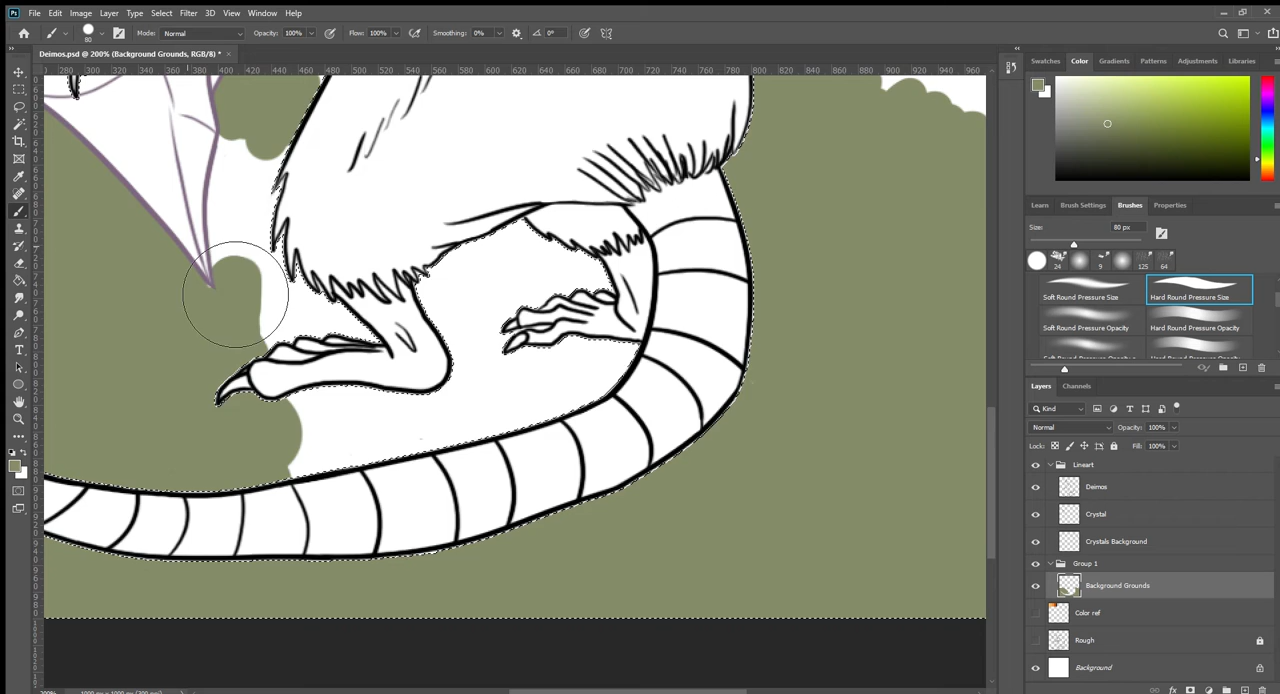 Ps File Edit Image Layer Type Select Filter 3D View Window Help
80 Mode: Normal Opacity: 100% Flow: 100% Smoothing: 0% 0°
Deimos.psd @ 200% (Background Grounds, RGB/8) * ×
280 300 320 340 360 380 400 420 440 460 480 500 520 540 560 580 600 620 640 660 680 700 720 740 760 780 800 820 840 860 880 900 920 940 960
Swatches Color Gradients Patterns Adjustments Libraries
Learn Brush Settings Brushes Properties
Size: 80 px
24 9 125 64
Soft Round Pressure Size Hard Round Pressure Size
Soft Round Pressure Opacity Hard Round Pressure Opacity
Layers Channels
Kind
Normal Opacity: 100%
Lock: Fill: 100%
Lineart
Deimos
Crystal
Crystals Background
Group 1
Background Grounds
Color ref
Rough
Background
fx